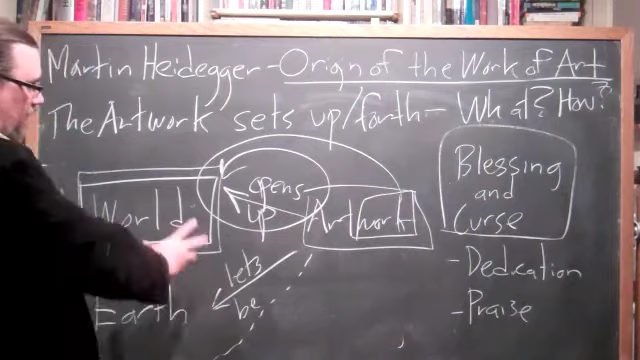 Martin Heidegger - Origin of the Work of Art
The Artwork sets up/forth - What? How?
World
opens
up
Artwork
lets
be
Earth
Blessing
and
Curse
- Dedication
- Praise